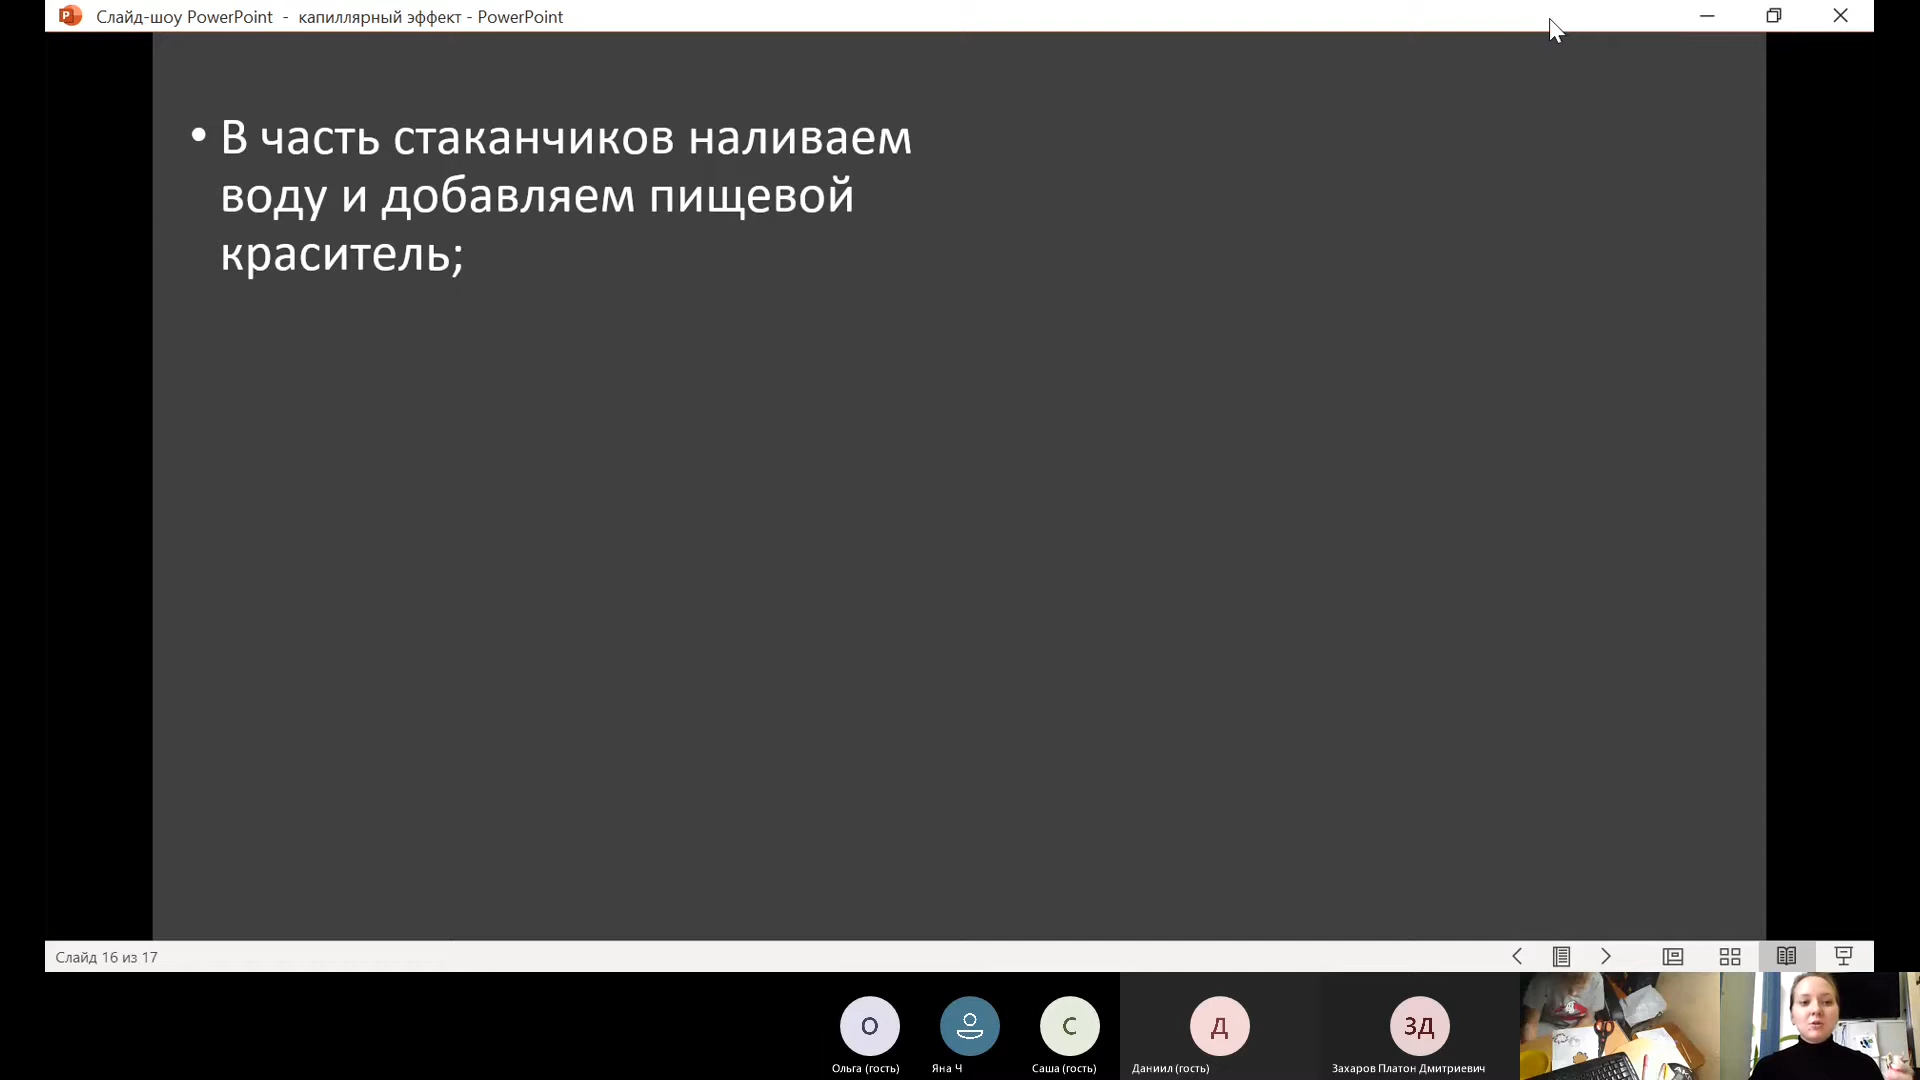 Слайд-шоу PowerPoint - капиллярный эффект - PowerPoint
• В часть стаканчиков наливаем
воду и добавляем пищевой
краситель;
Слайд 16 из 17
О
С
Д
ЗД
Ольга (гость)
Яна Ч
Саша (гость)
Даниил (гость)
Захаров Платон Дмитриевич